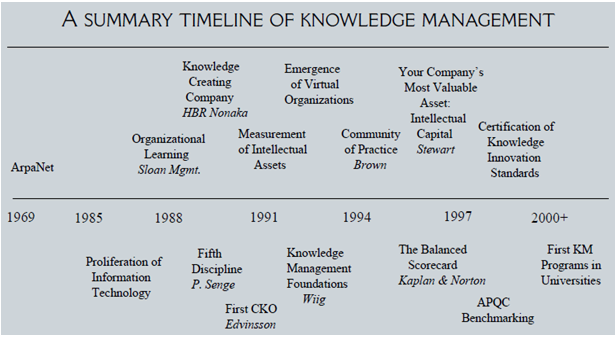 A SUMMARY TIMELINE OF KNOWLEDGE MANAGEMENT
Knowledge
Creating
Company
HBR Nonaka
Emergence
of Virtual
Organizations
Your Company's
Most Valuable
Asset:
Intellectual
Capital
Stewart
ArpaNet
Organizational
Learning
Sloan Mgmt.
Measurement
of Intellectual
Assets
Community
of Practice
Brown
Certification of
Knowledge
Innovation
Standards
1969 1985 1988 1991 1994 1997 2000+
Proliferation of
Information
Technology
Fifth
Discipline
P. Senge
First CKO
Edvinsson
Knowledge
Management
Foundations
Wiig
The Balanced
Scorecard
Kaplan & Norton
APQC
Benchmarking
First KM
Programs in
Universities